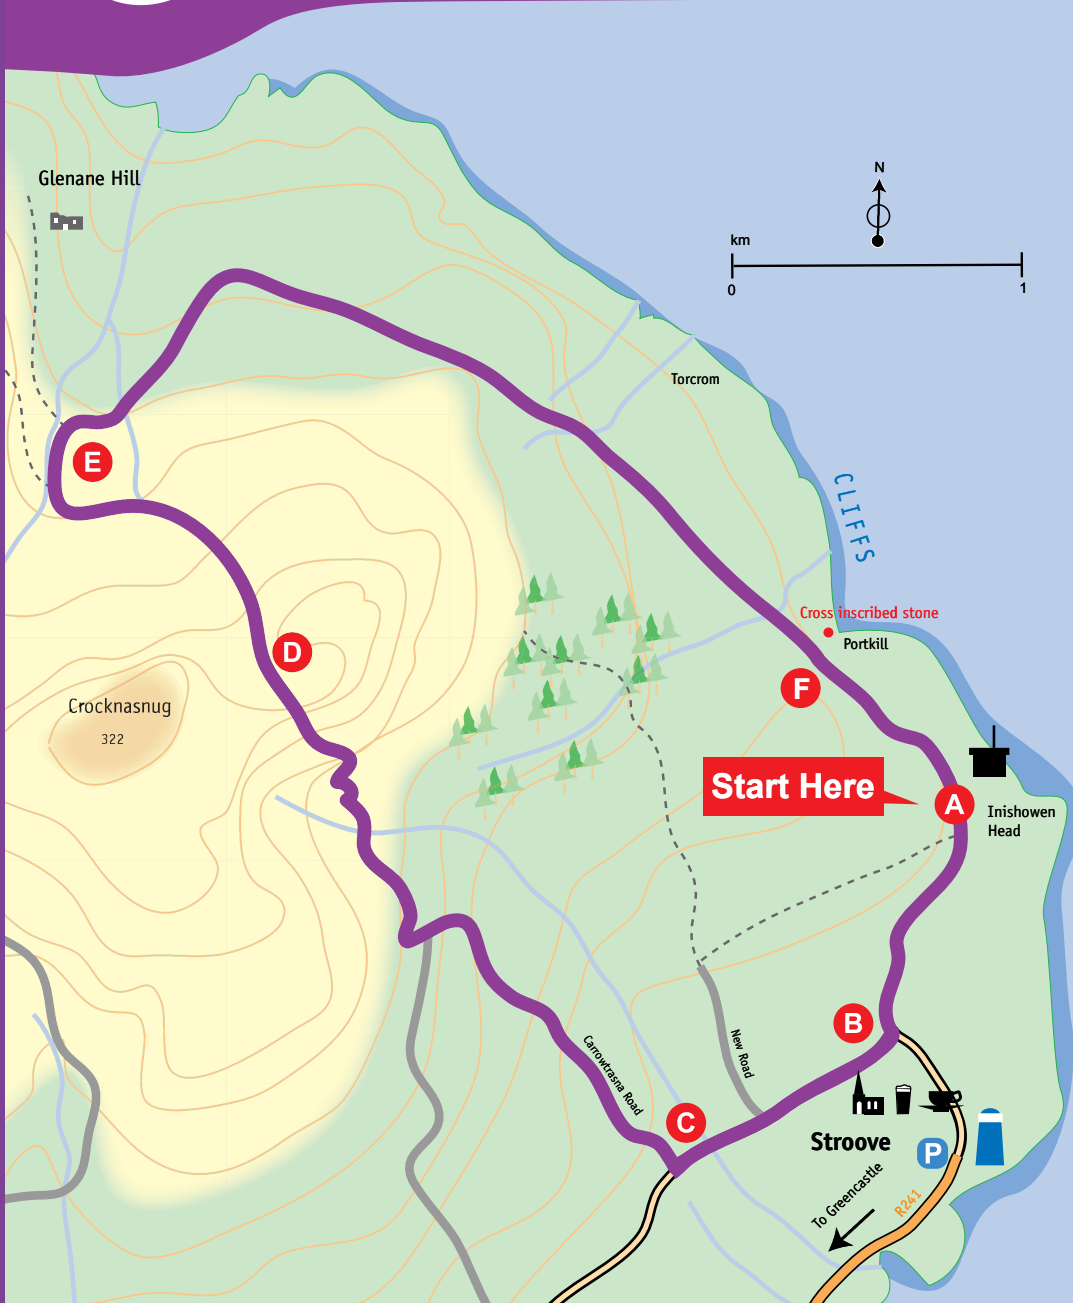 N
km
0
1
Glenane Hill
Torcrom
CLIFFS
E
Cross inscribed stone
Portkill
D
F
Crocknasnug
322
Start Here
A
Inishowen
Head
B
New Road
Carrowtrasna Road
C
Stroove
P
To Greencastle
R241